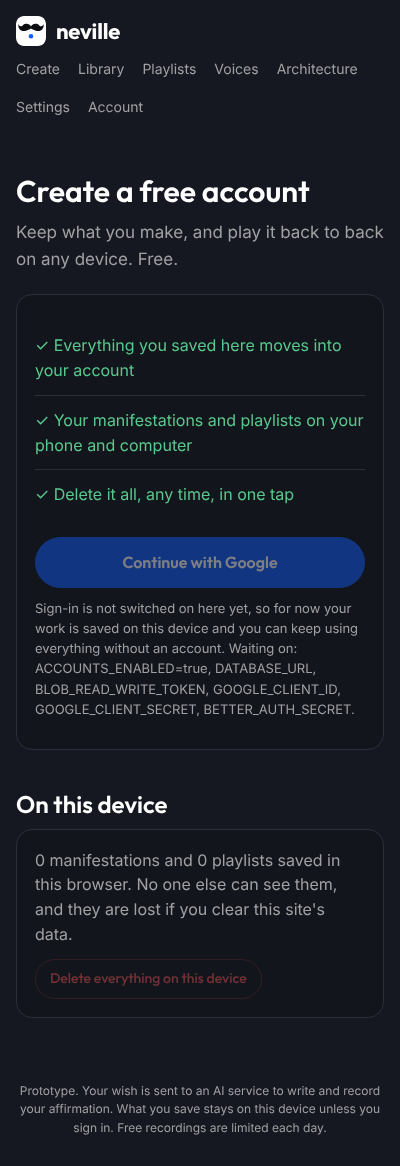 neville
Create Library Playlists Voices Architecture
Settings Account
Create a free account
Keep what you make, and play it back to back
on any device. Free.
✓ Everything you saved here moves into
your account
✓ Your manifestations and playlists on your
phone and computer
✓ Delete it all, any time, in one tap
Continue with Google
Sign-in is not switched on here yet, so for now your
work is saved on this device and you can keep using
everything without an account. Waiting on:
ACCOUNTS_ENABLED=true, DATABASE_URL,
BLOB_READ_WRITE_TOKEN, GOOGLE_CLIENT_ID,
GOOGLE_CLIENT_SECRET, BETTER_AUTH_SECRET.
On this device
0 manifestations and 0 playlists saved in
this browser. No one else can see them,
and they are lost if you clear this site's
data.
Delete everything on this device
Prototype. Your wish is sent to an AI service to write and record
your affirmation. What you save stays on this device unless you
sign in. Free recordings are limited each day.